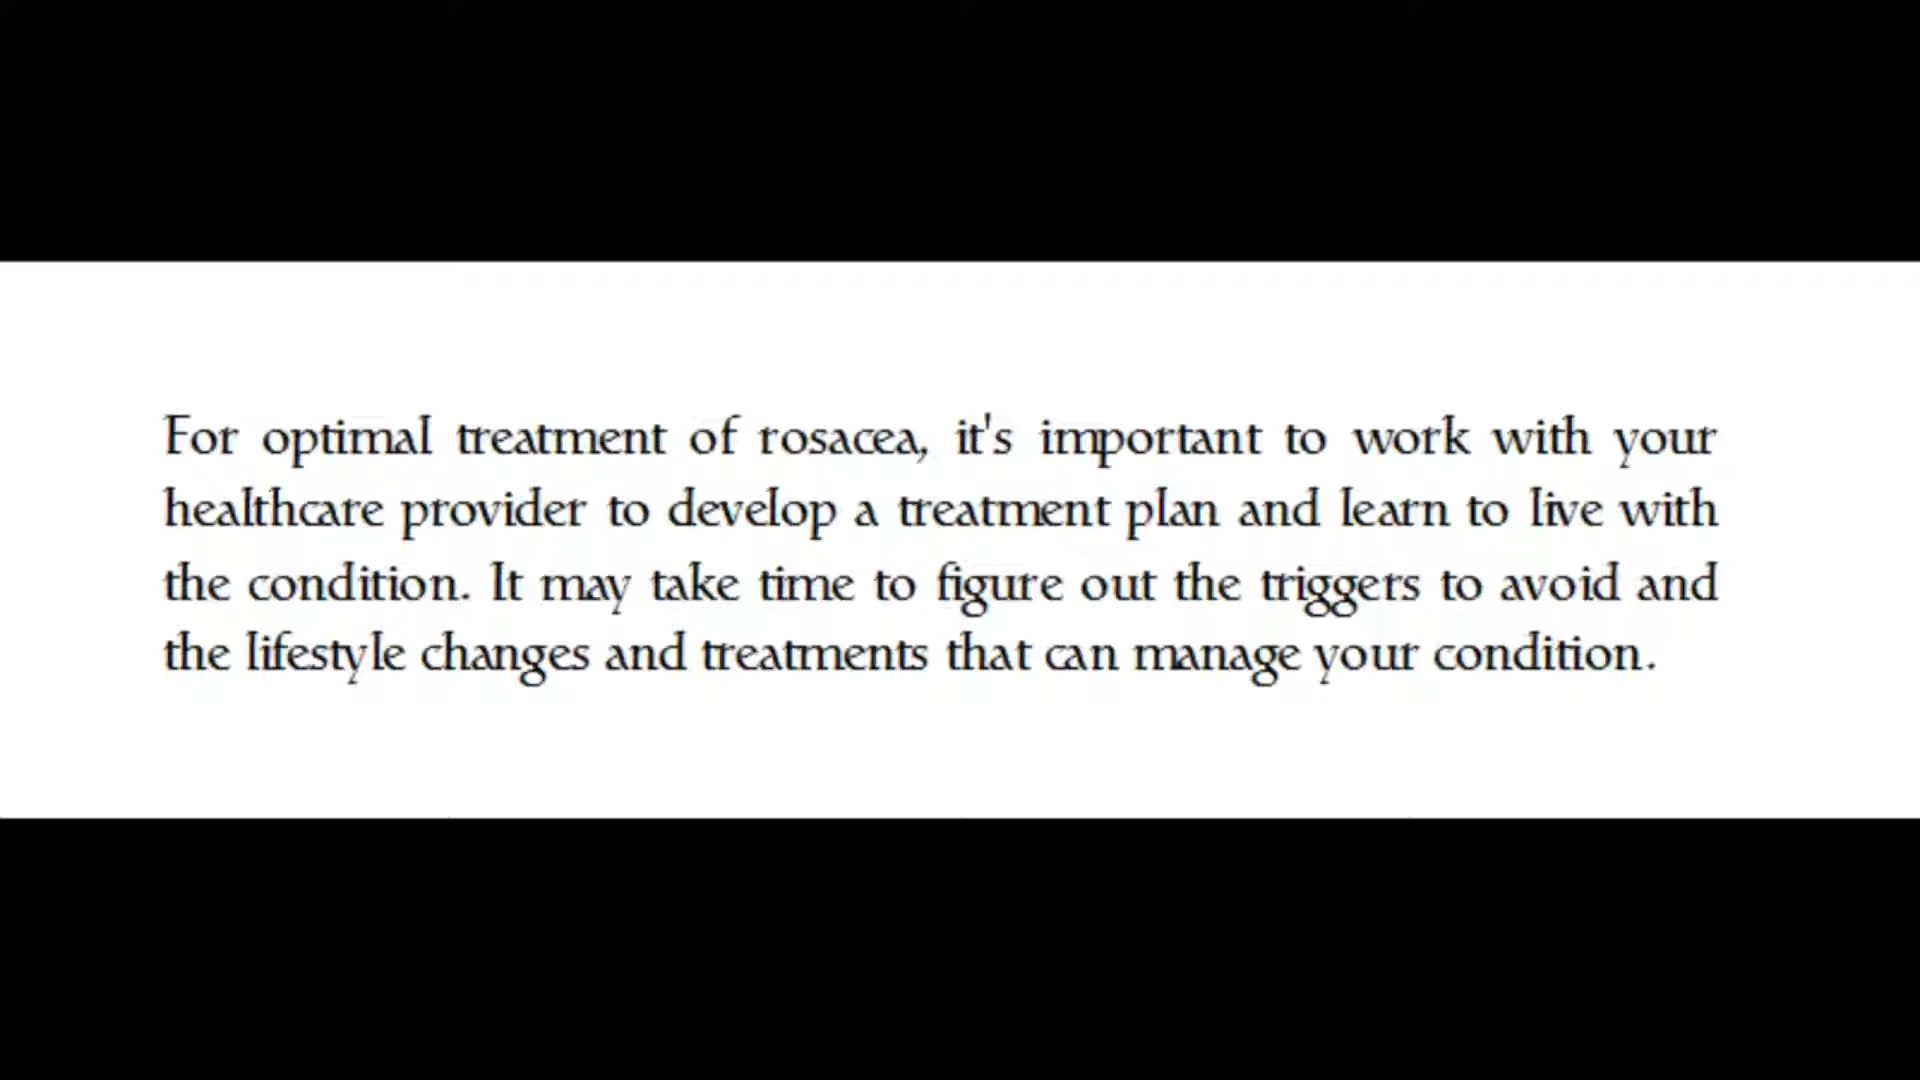 For optimal treatment of rosacea, it's important to work with your
healthcare provider to develop a treatment plan and learn to live with
the condition. It may take time to figure out the triggers to avoid and
the lifestyle changes and treatments that can manage your condition.